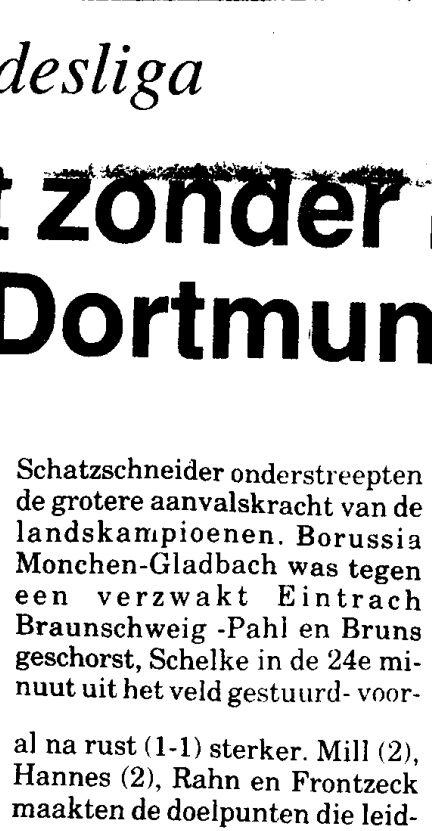 desliga
t zonder
Dortmun
Schatzschneider onderstreepten
de grotere aanvalskracht van de
landskampioenen. Borussia
Monchen-Gladbach was tegen
een verzwakt Eintrach
Braunschweig -Pahl en Bruns
geschorst, Schelke in de 24e mi-
nuut uit het veld gestuurd- voor-
al na rust (1-1) sterker. Mill (2),
Hannes (2), Rahn en Frontzeck
maakten de doelpunten die leid-